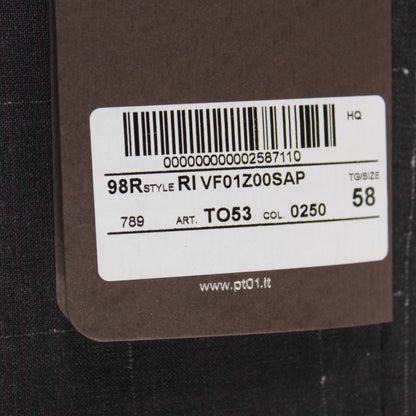 HQ
000000000002587110
98R STYLE RI VF01Z00SAP TG/SIZE
789 ART. TO53 COL. 0250 58
www.pt01.it